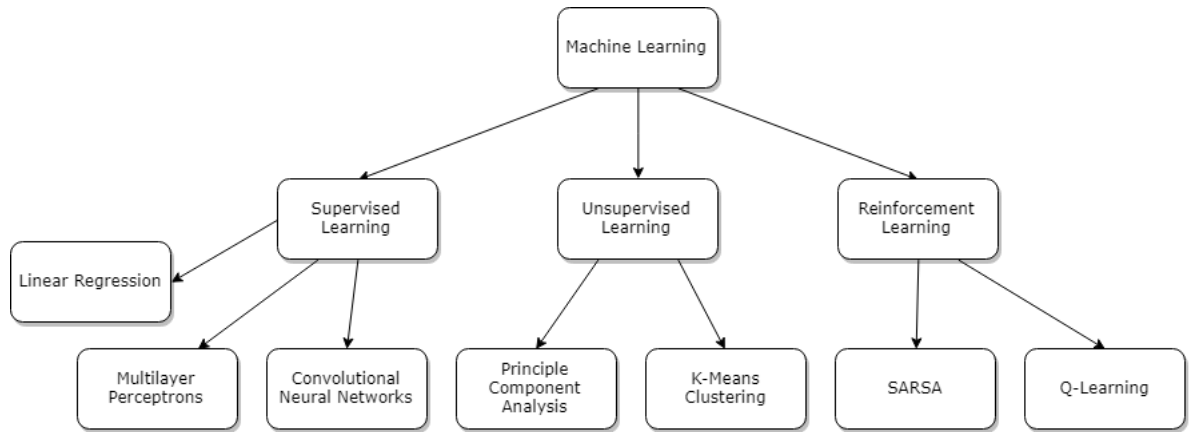 Machine Learning
Supervised
Learning
Unsupervised
Learning
Reinforcement
Learning
Linear Regression
Multilayer
Perceptrons
Convolutional
Neural Networks
Principle
Component
Analysis
K-Means
Clustering
SARSA
Q-Learning